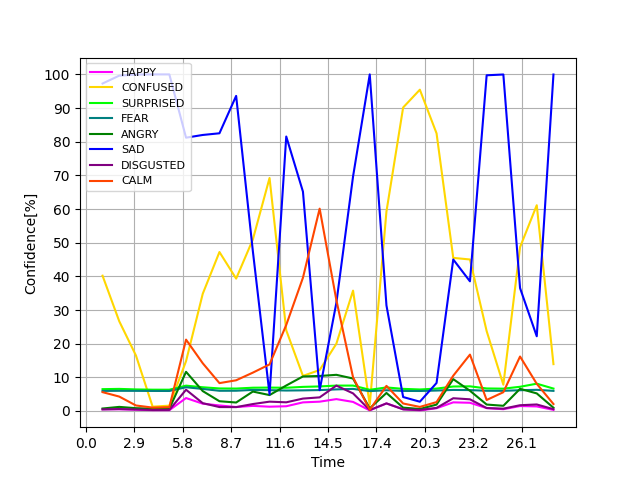 HAPPY
CONFUSED
SURPRISED
FEAR
ANGRY
SAD
DISGUSTED
CALM
Confidence[%]
100
90
80
70
60
50
40
30
20
10
0
0.0 2.9 5.8 8.7 11.6 14.5 17.4 20.3 23.2 26.1
Time